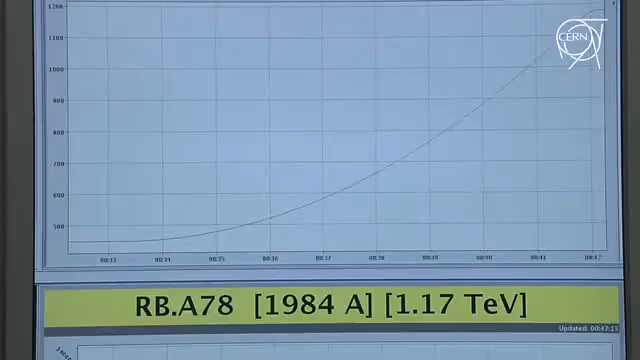 1200
CERN
1100
1000
900
800
700
600
500
00:33 00:34 00:35 00:36 00:37 00:38 00:39 00:40 00:41 00:42
RB.A78 [1984 A] [1.17 TeV]
Updated: 00:42:15